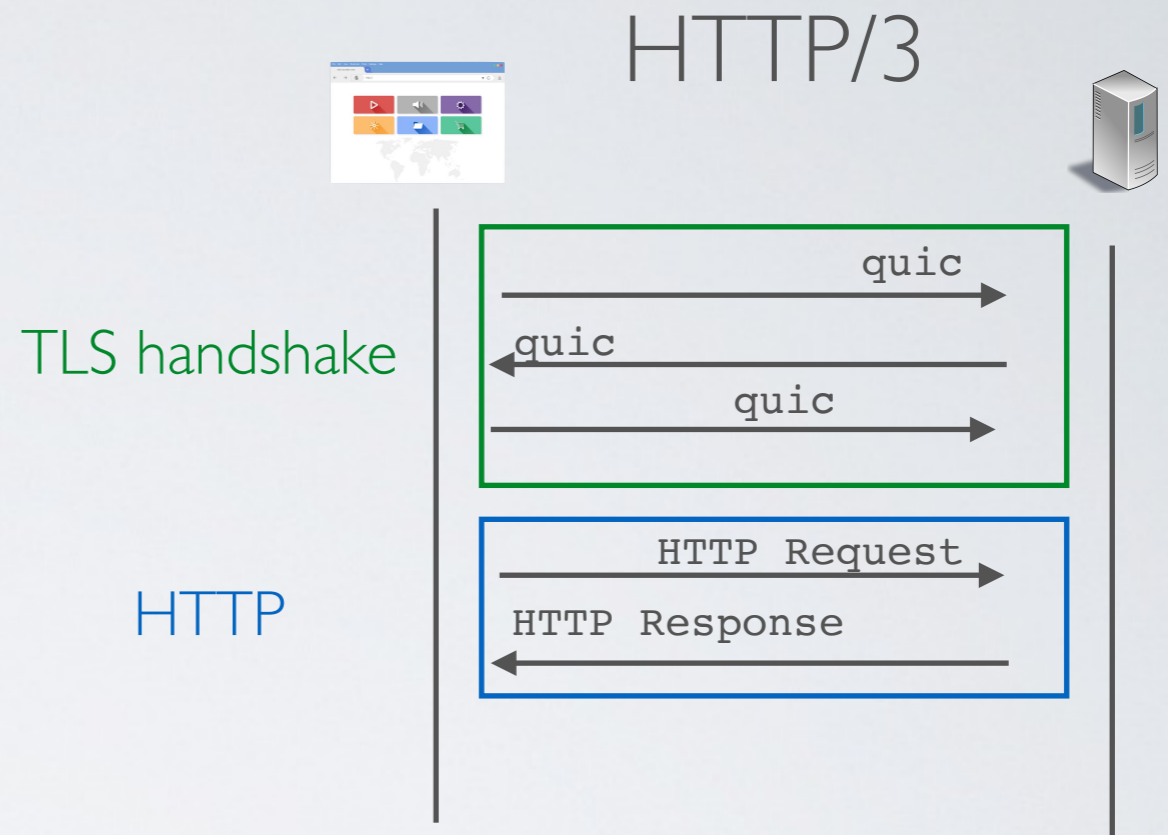 HTTP/3
quic
TLS handshake
quic
quic
HTTP Request
HTTP
HTTP Response